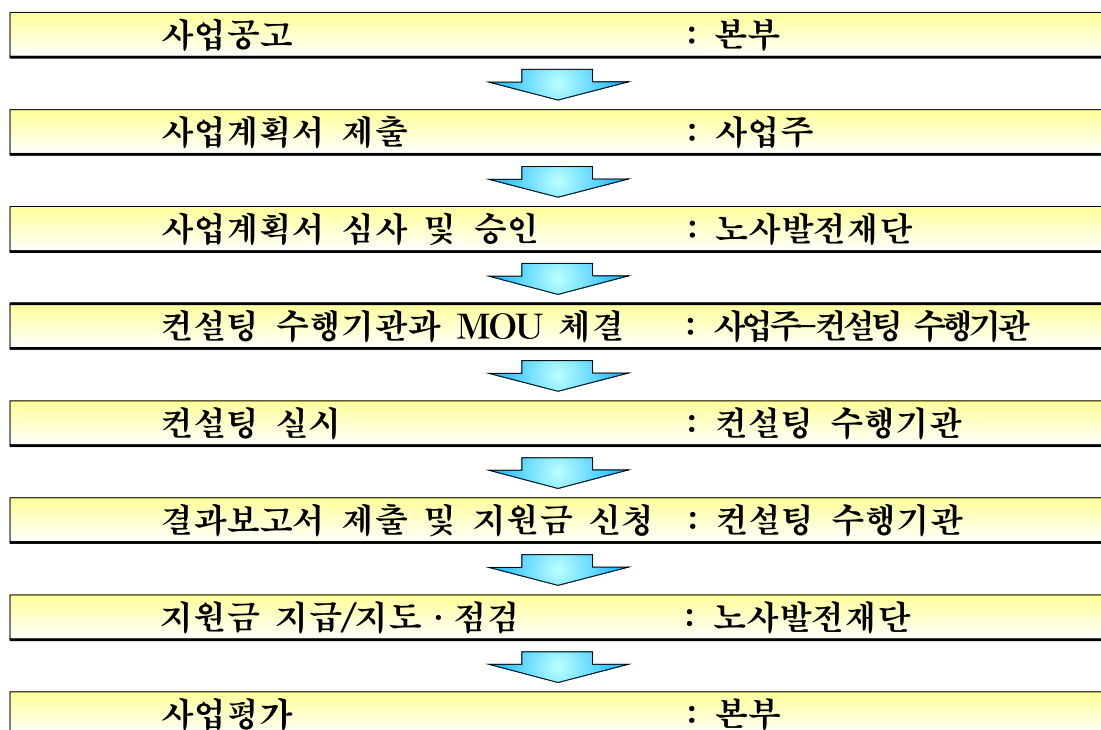 사업공고 : 본부
사업계획서 제출 : 사업주
사업계획서 심사 및 승인 : 노사발전재단
컨설팅 수행기관과 MOU 체결 : 사업주-컨설팅 수행기관
컨설팅 실시 : 컨설팅 수행기관
결과보고서 제출 및 지원금 신청 : 컨설팅 수행기관
지원금 지급/지도·점검 : 노사발전재단
사업평가 : 본부